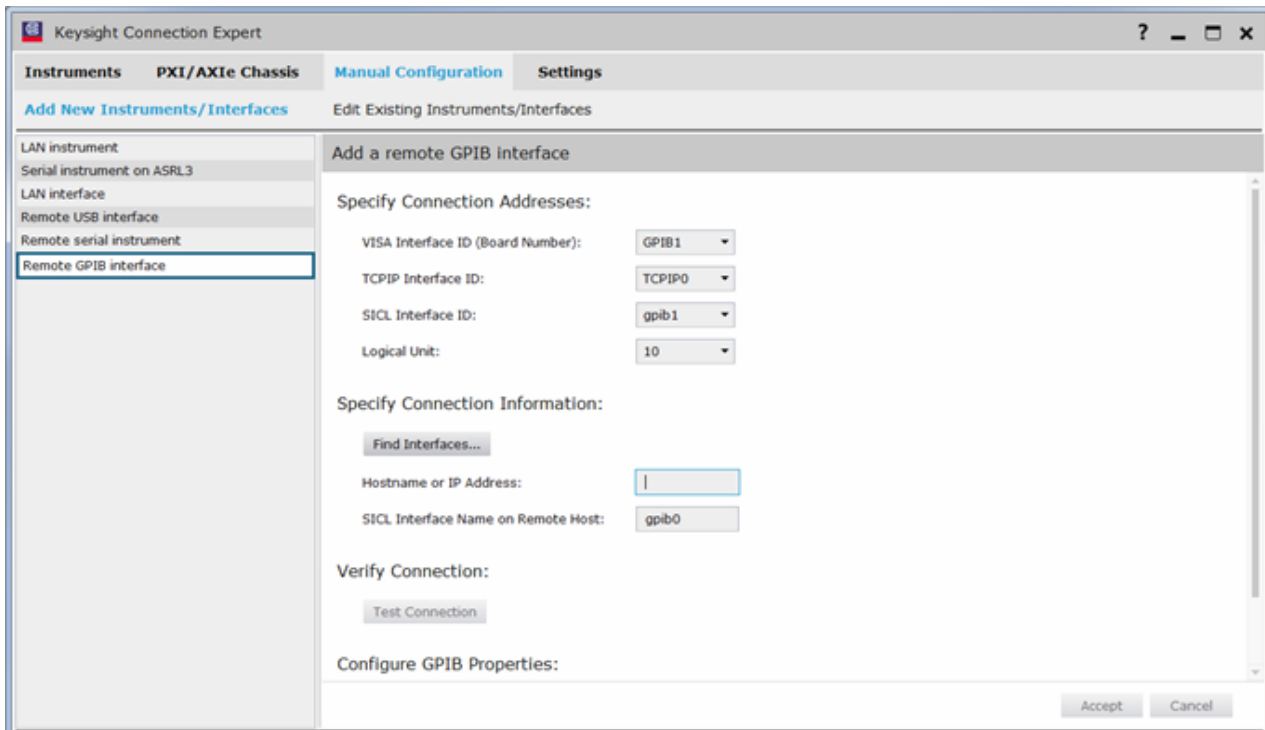 Keysight Connection Expert ?
Instruments PXI/AXIe Chassis Manual Configuration Settings
Add New Instruments/Interfaces Edit Existing Instruments/Interfaces
LAN instrument
Serial instrument on ASRL3
LAN interface
Remote USB interface
Remote serial instrument
Remote GPIB interface
Add a remote GPIB interface
Specify Connection Addresses:
VISA Interface ID (Board Number): GPIB1
TCPIP Interface ID: TCPIP0
SICL Interface ID: gpib1
Logical Unit: 10
Specify Connection Information:
Find Interfaces...
Hostname or IP Address:
SICL Interface Name on Remote Host: gpib0
Verify Connection:
Test Connection
Configure GPIB Properties:
Accept Cancel